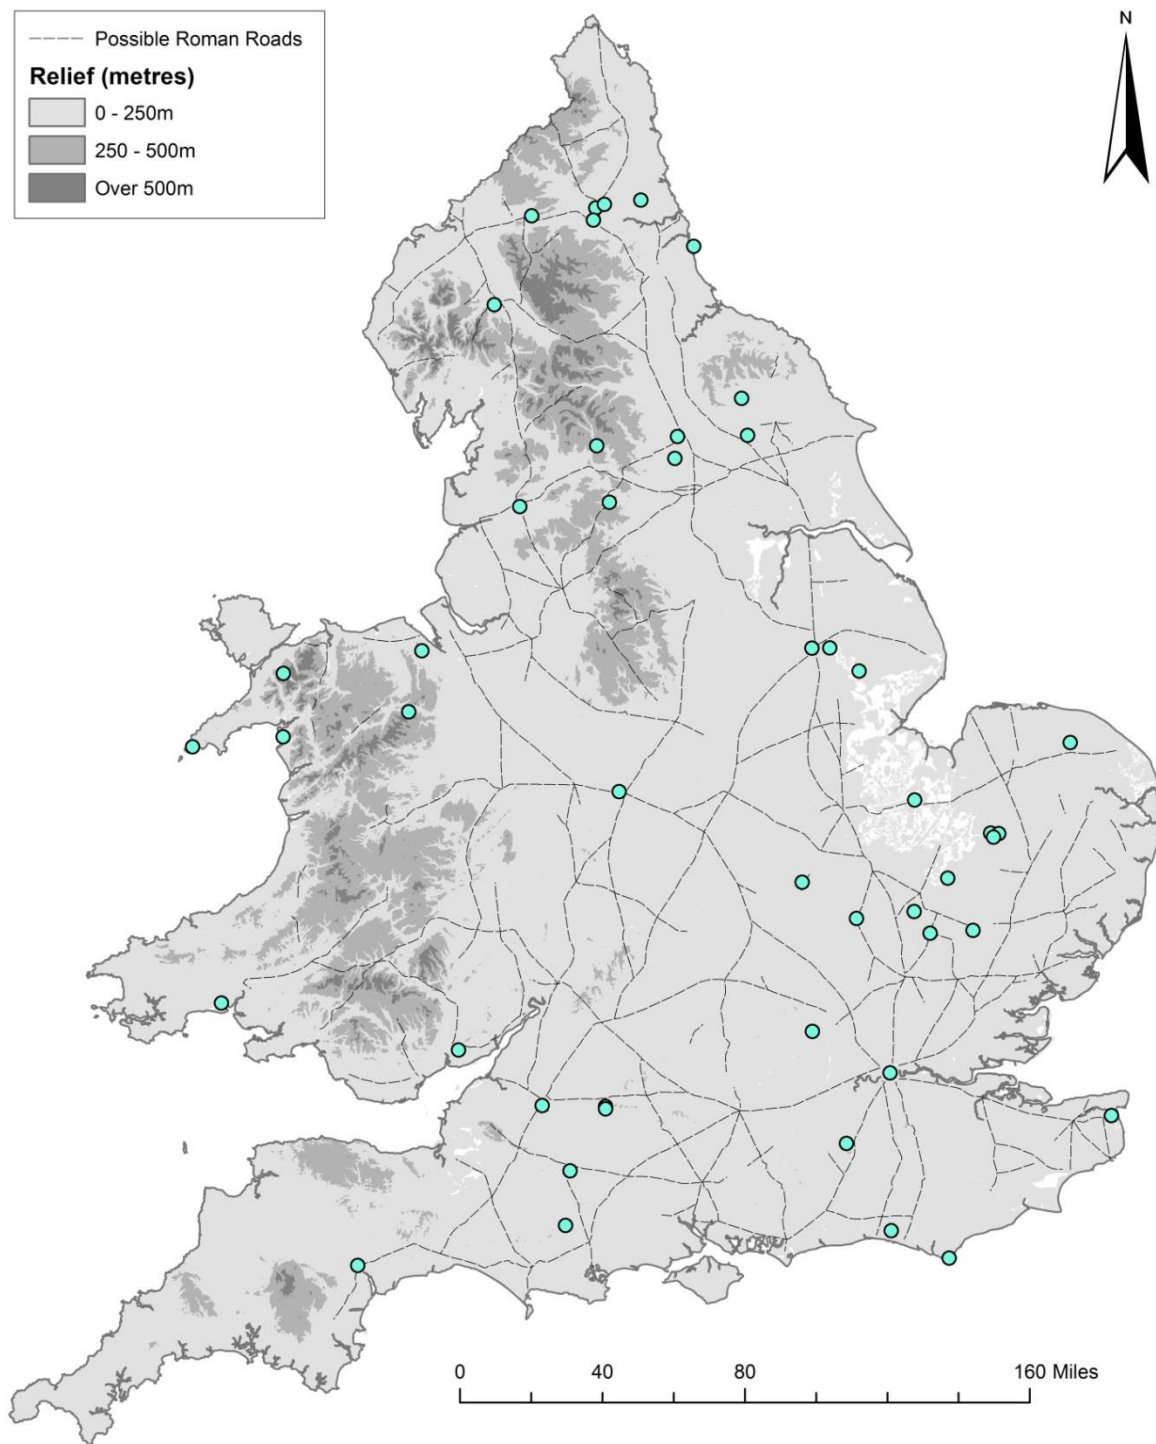 Possible Roman Roads
Relief (metres)
0 - 250m
250 - 500m
Over 500m
N
0 40 80 160 Miles